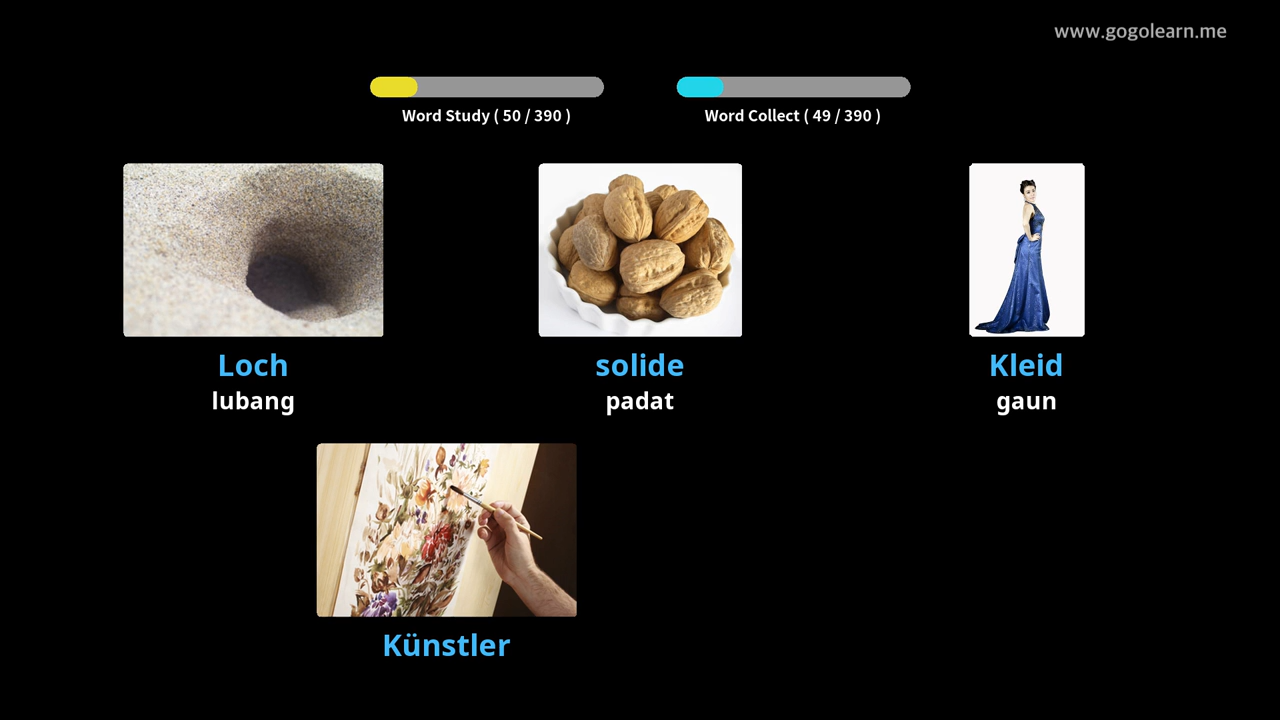 www.gogolearn.me
Word Study ( 50 / 390 )
Word Collect ( 49 / 390 )
Loch
lubang
solide
padat
Kleid
gaun
Künstler